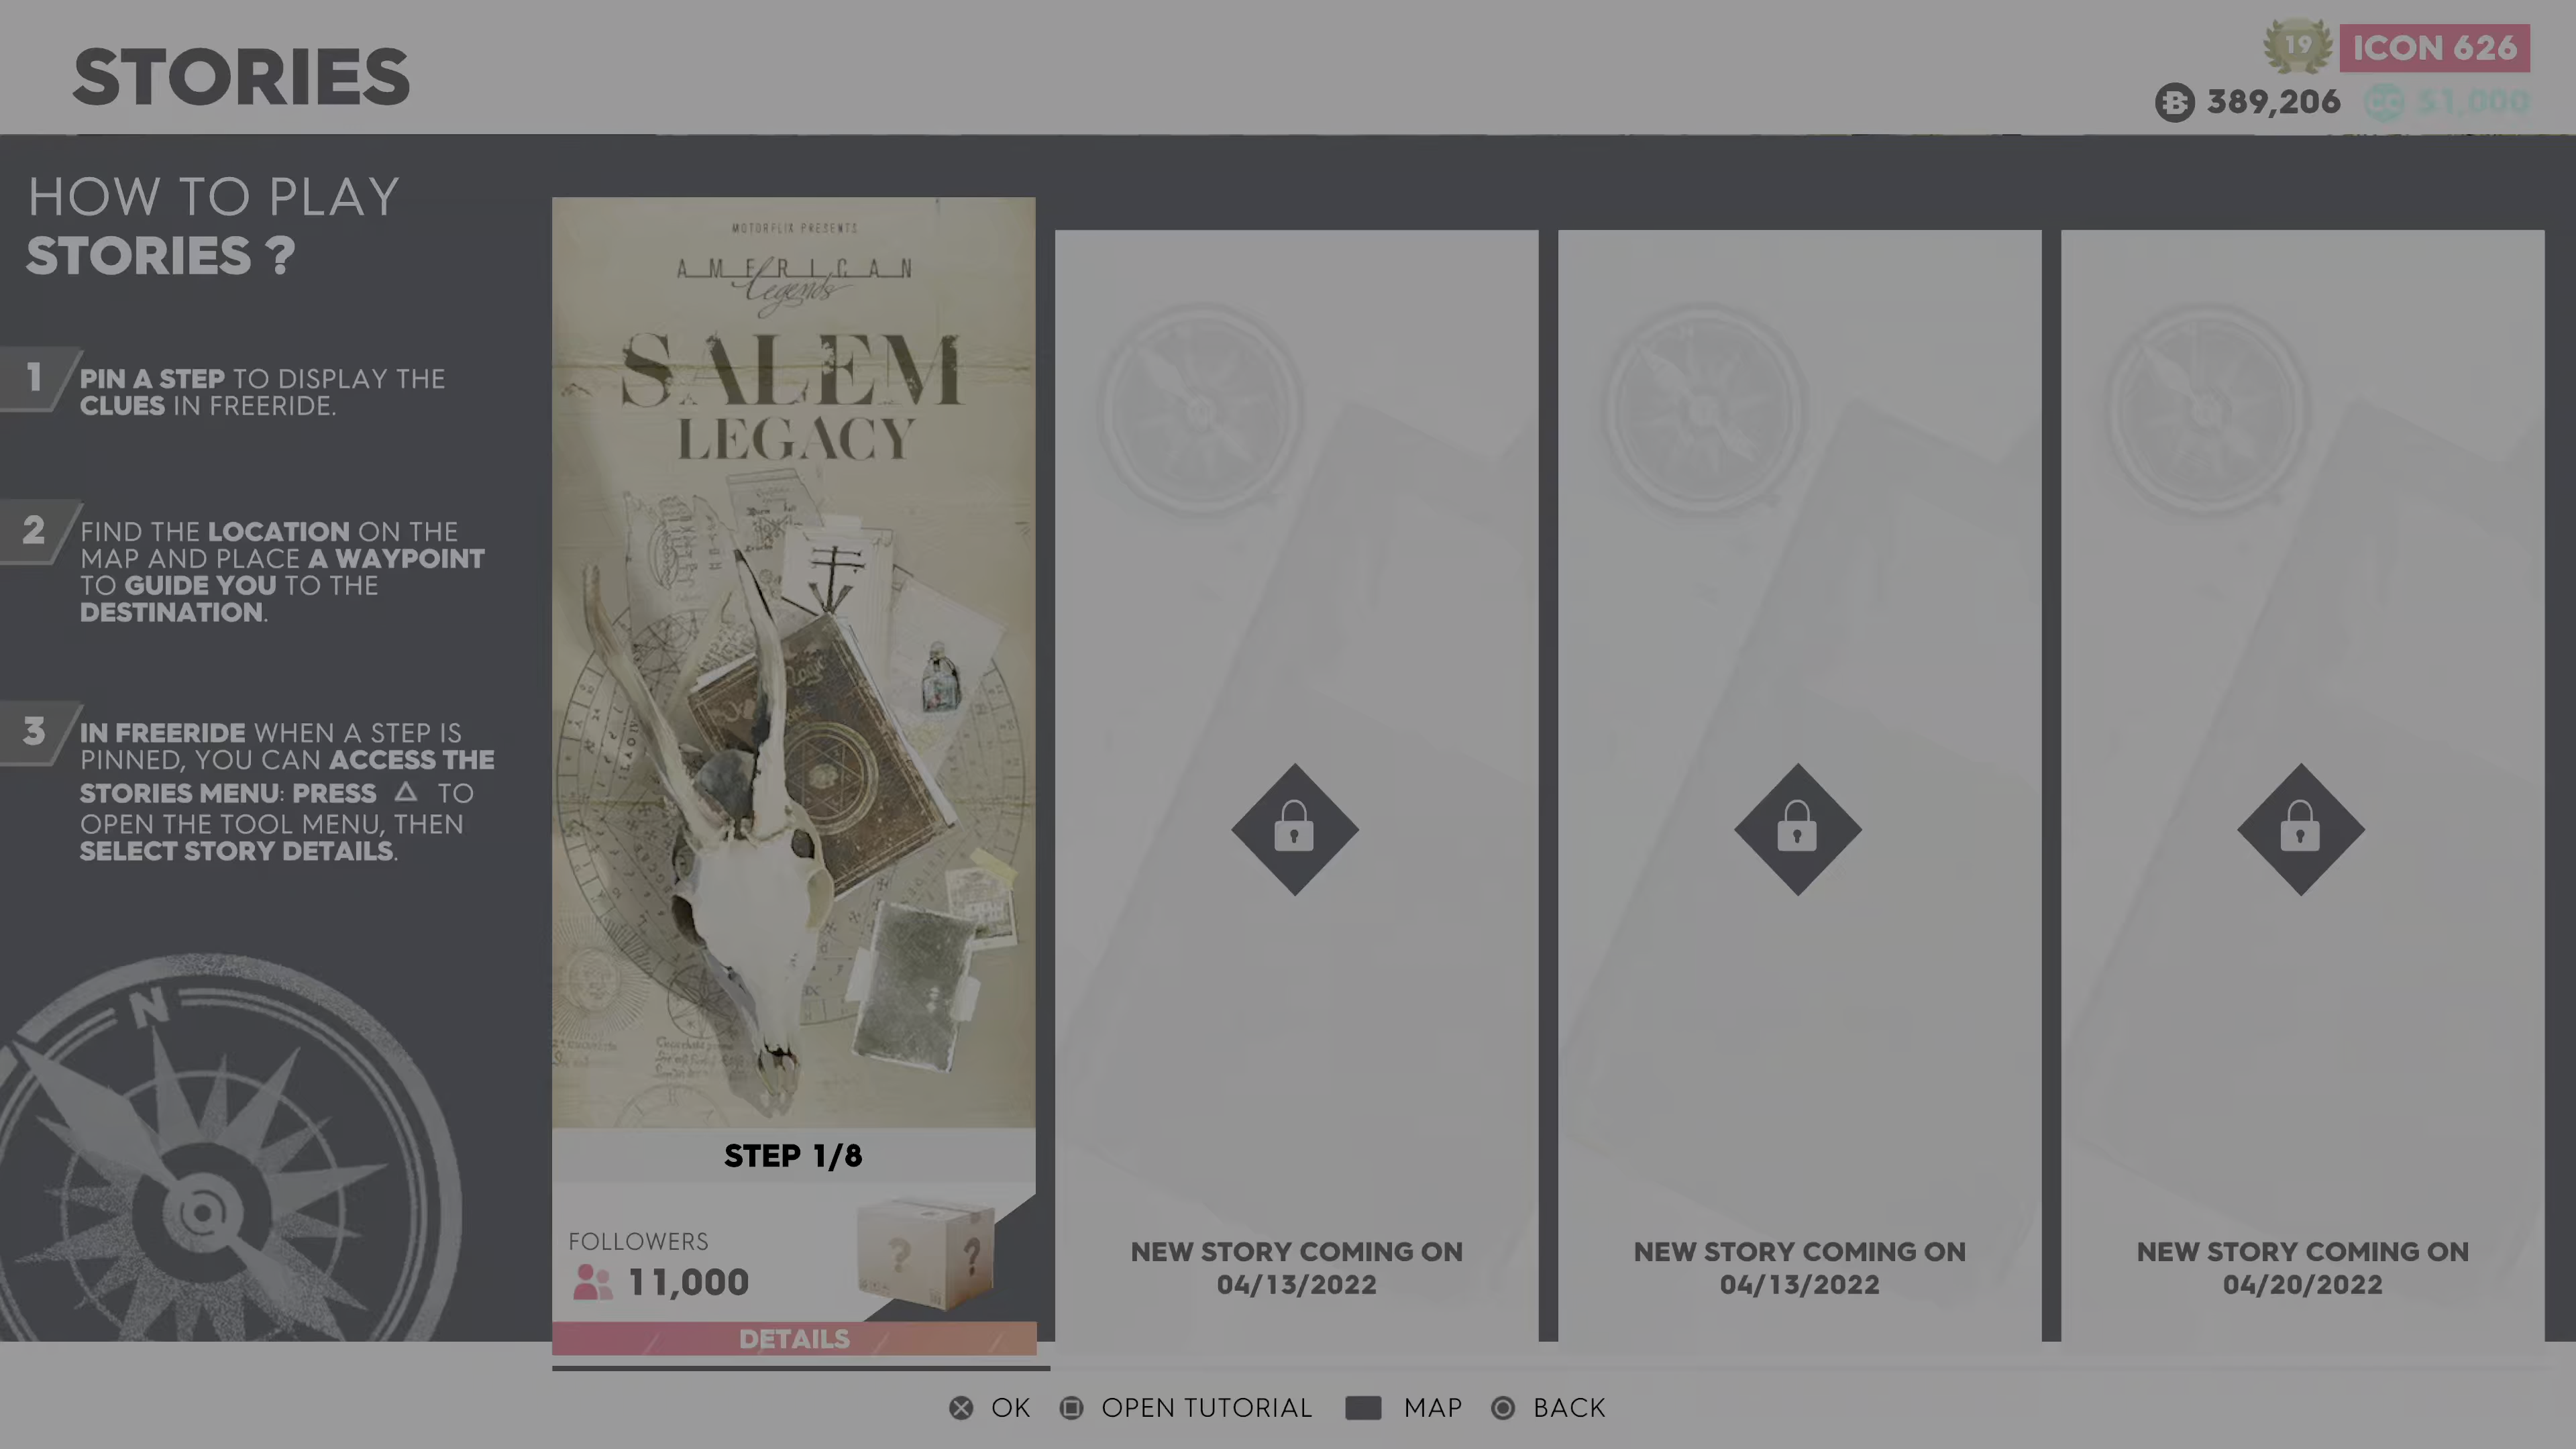 STORIES
19
ICON 626
389,206
51,000
HOW TO PLAY
STORIES ?
1
PIN A STEP TO DISPLAY THE
CLUES IN FREERIDE.
2
FIND THE LOCATION ON THE
MAP AND PLACE A WAYPOINT
TO GUIDE YOU TO THE
DESTINATION.
3
IN FREERIDE WHEN A STEP IS
PINNED, YOU CAN ACCESS THE
STORIES MENU: PRESS △ TO
OPEN THE TOOL MENU, THEN
SELECT STORY DETAILS.
N
MOTORFLIX PRESENTS
AMERICAN
Legends
SALEM
LEGACY
STEP 1/8
FOLLOWERS
11,000
DETAILS
NEW STORY COMING ON
04/13/2022
NEW STORY COMING ON
04/13/2022
NEW STORY COMING ON
04/20/2022
OK OPEN TUTORIAL MAP BACK